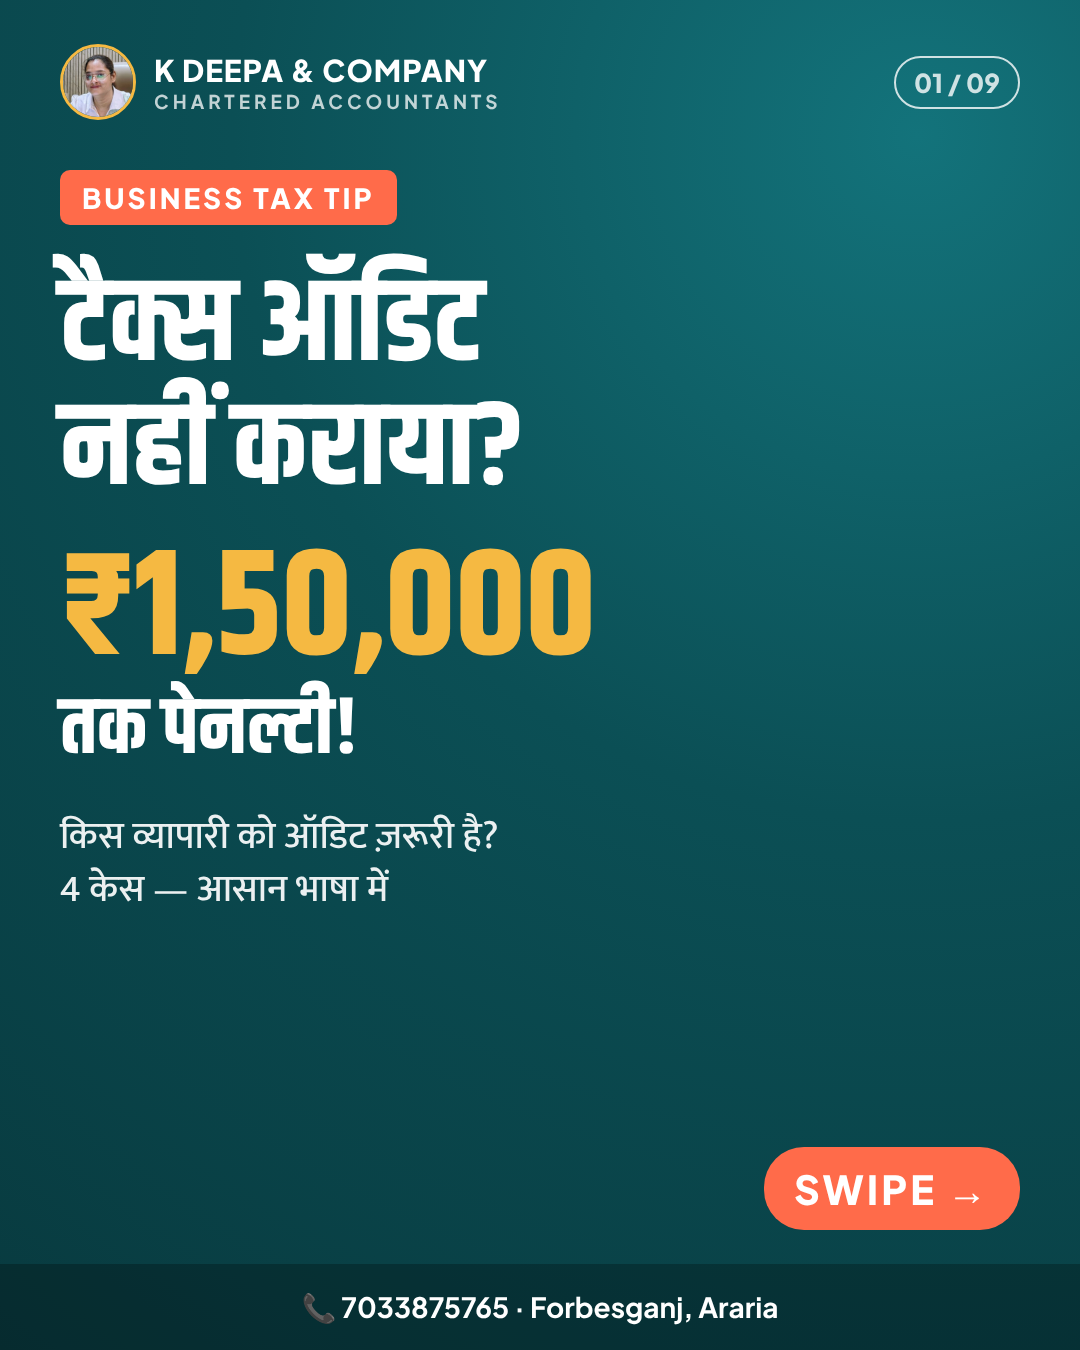 K DEEPA & COMPANY
CHARTERED ACCOUNTANTS
01 / 09
BUSINESS TAX TIP
टैक्स ऑडिट
नहीं कराया?
₹1,50,000
तक पेनल्टी!
किस व्यापारी को ऑडिट ज़रूरी है?
4 केस — आसान भाषा में
SWIPE →
📞 7033875765 · Forbesganj, Araria